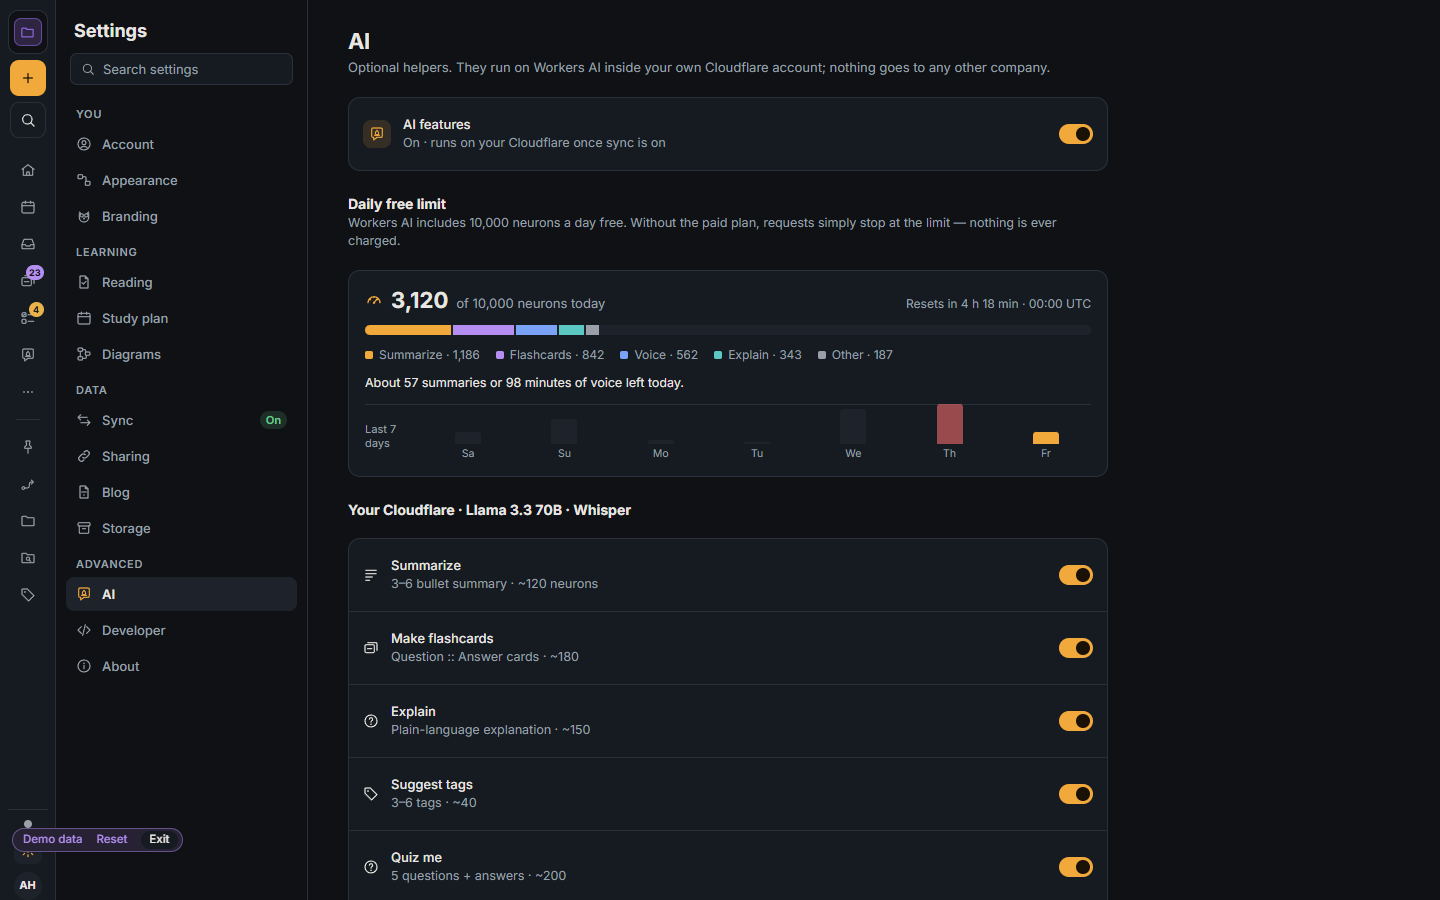 Settings
Search settings
YOU
Account
Appearance
Branding
LEARNING
Reading
Study plan
Diagrams
DATA
Sync On
Sharing
Blog
Storage
ADVANCED
AI
Developer
About
23
4
Demo data Reset Exit
AH
AI
Optional helpers. They run on Workers AI inside your own Cloudflare account; nothing goes to any other company.
AI features
On · runs on your Cloudflare once sync is on
Daily free limit
Workers AI includes 10,000 neurons a day free. Without the paid plan, requests simply stop at the limit — nothing is ever
charged.
3,120 of 10,000 neurons today Resets in 4 h 18 min · 00:00 UTC
Summarize · 1,186 Flashcards · 842 Voice · 562 Explain · 343 Other · 187
About 57 summaries or 98 minutes of voice left today.
Last 7
days
Sa Su Mo Tu We Th Fr
Your Cloudflare · Llama 3.3 70B · Whisper
Summarize
3–6 bullet summary · ~120 neurons
Make flashcards
Question :: Answer cards · ~180
Explain
Plain-language explanation · ~150
Suggest tags
3–6 tags · ~40
Quiz me
5 questions + answers · ~200